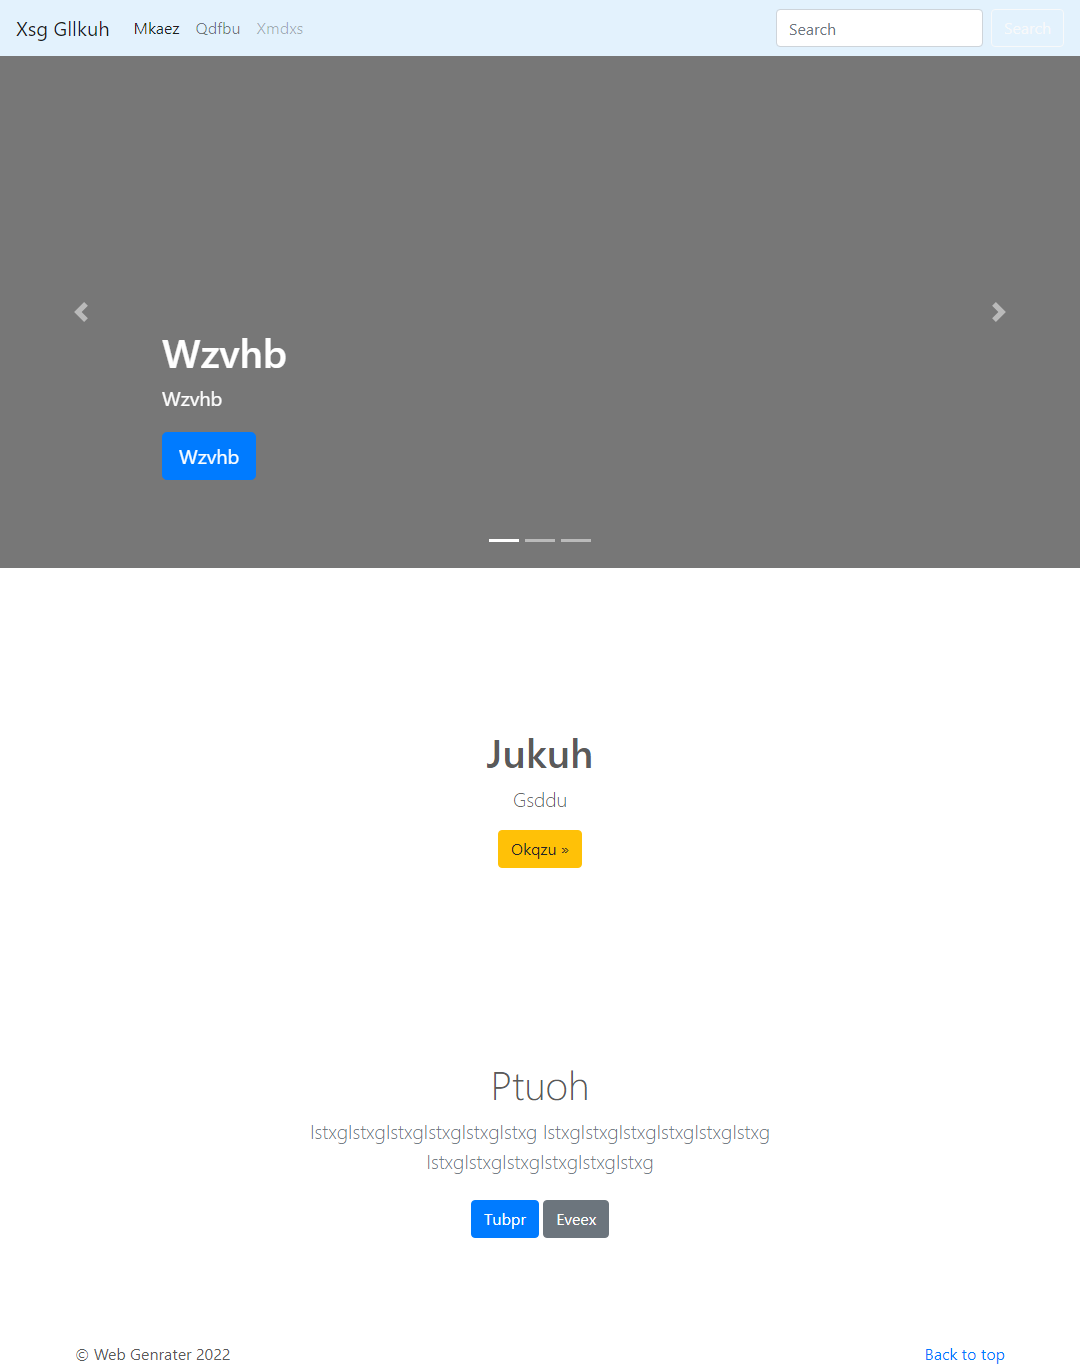 Xsg Gllkuh Mkaez Qdfbu Xmdxs Search Search
Wzvhb
Wzvhb
Wzvhb
Jukuh
Gsddu
Okqzu »
Ptuoh
lstxglstxglstxglstxglstxglstxg lstxglstxglstxglstxglstxglstxg
lstxglstxglstxglstxglstxglstxg
Tubpr Eveex
© Web Genrater 2022 Back to top